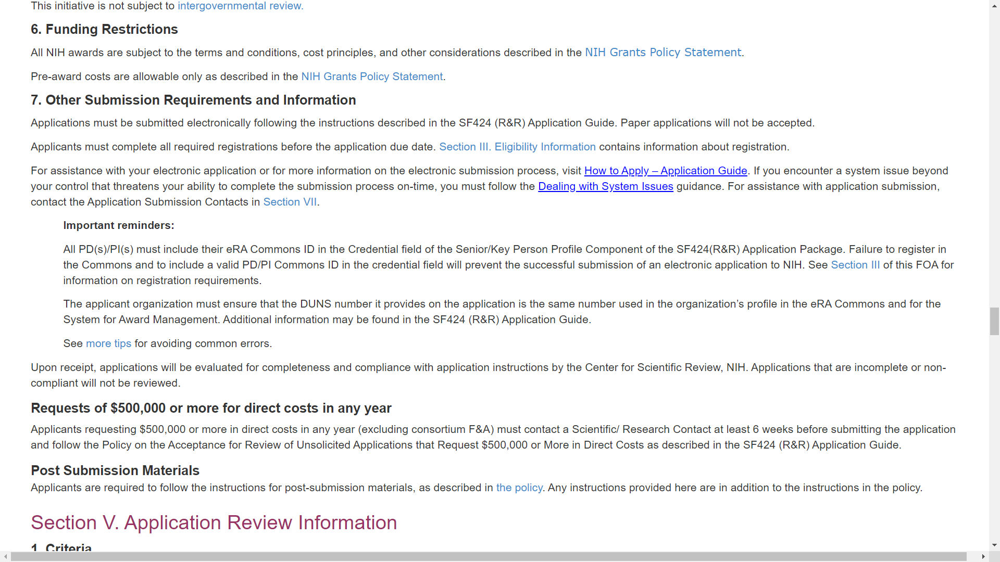 This initiative is not subject to intergovernmental review.
6. Funding Restrictions
All NIH awards are subject to the terms and conditions, cost principles, and other considerations described in the NIH Grants Policy Statement.
Pre-award costs are allowable only as described in the NIH Grants Policy Statement.
7. Other Submission Requirements and Information
Applications must be submitted electronically following the instructions described in the SF424 (R&R) Application Guide. Paper applications will not be accepted.
Applicants must complete all required registrations before the application due date. Section III. Eligibility Information contains information about registration.
For assistance with your electronic application or for more information on the electronic submission process, visit How to Apply – Application Guide. If you encounter a system issue beyond
your control that threatens your ability to complete the submission process on-time, you must follow the Dealing with System Issues guidance. For assistance with application submission,
contact the Application Submission Contacts in Section VII.
Important reminders:
All PD(s)/PI(s) must include their eRA Commons ID in the Credential field of the Senior/Key Person Profile Component of the SF424(R&R) Application Package. Failure to register in
the Commons and to include a valid PD/PI Commons ID in the credential field will prevent the successful submission of an electronic application to NIH. See Section III of this FOA for
information on registration requirements.
The applicant organization must ensure that the DUNS number it provides on the application is the same number used in the organization’s profile in the eRA Commons and for the
System for Award Management. Additional information may be found in the SF424 (R&R) Application Guide.
See more tips for avoiding common errors.
Upon receipt, applications will be evaluated for completeness and compliance with application instructions by the Center for Scientific Review, NIH. Applications that are incomplete or non-
compliant will not be reviewed.
Requests of $500,000 or more for direct costs in any year
Applicants requesting $500,000 or more in direct costs in any year (excluding consortium F&A) must contact a Scientific/ Research Contact at least 6 weeks before submitting the application
and follow the Policy on the Acceptance for Review of Unsolicited Applications that Request $500,000 or More in Direct Costs as described in the SF424 (R&R) Application Guide.
Post Submission Materials
Applicants are required to follow the instructions for post-submission materials, as described in the policy. Any instructions provided here are in addition to the instructions in the policy.
Section V. Application Review Information
1. Criteria